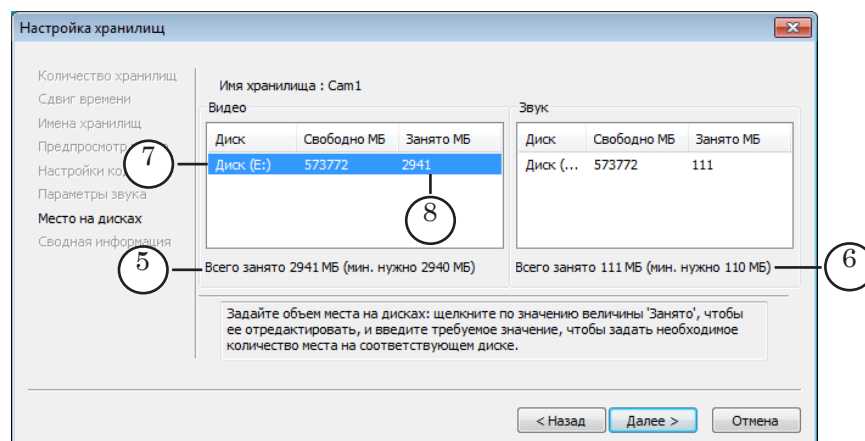 Настройка хранилищ
Количество хранилищ
Сдвиг времени
Имена хранилищ
Предпросмотр
Настройки
Параметры звука
Место на дисках
Сводная информация
Имя хранилища : Cam1
Видео
Диск Свободно МБ Занято МБ
Диск (E:) 573772 2941
Всего занято 2941 МБ (мин. нужно 2940 МБ)
Звук
Диск Свободно МБ Занято МБ
Диск (... 573772 111
Всего занято 111 МБ (мин. нужно 110 МБ)
7
8
5
6
Задайте объем места на дисках: щелкните по значению величины 'Занято', чтобы
ее отредактировать, и введите требуемое значение, чтобы задать необходимое
количество места на соответствующем диске.
< Назад
Далее >
Отмена